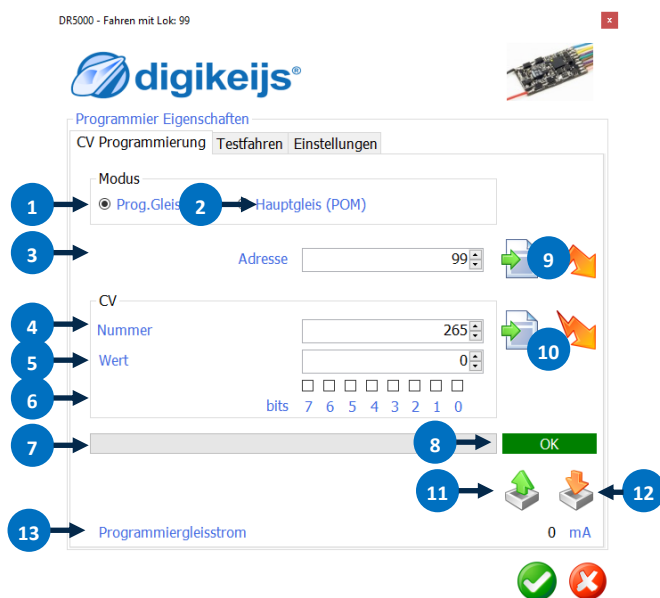 DR5000 - Fahren mit Lok: 99
x
digikeijs®
Programmier Eigenschaften
CV Programmierung Testfahren Einstellungen
Modus
1 Prog.Gleis 2 Hauptgleis (POM)
3 Adresse 99 9
CV
4 Nummer 265 10
5 Wert 0
6 bits 7 6 5 4 3 2 1 0
7 8 OK
11 12
13 Programmiergleisstrom 0 mA